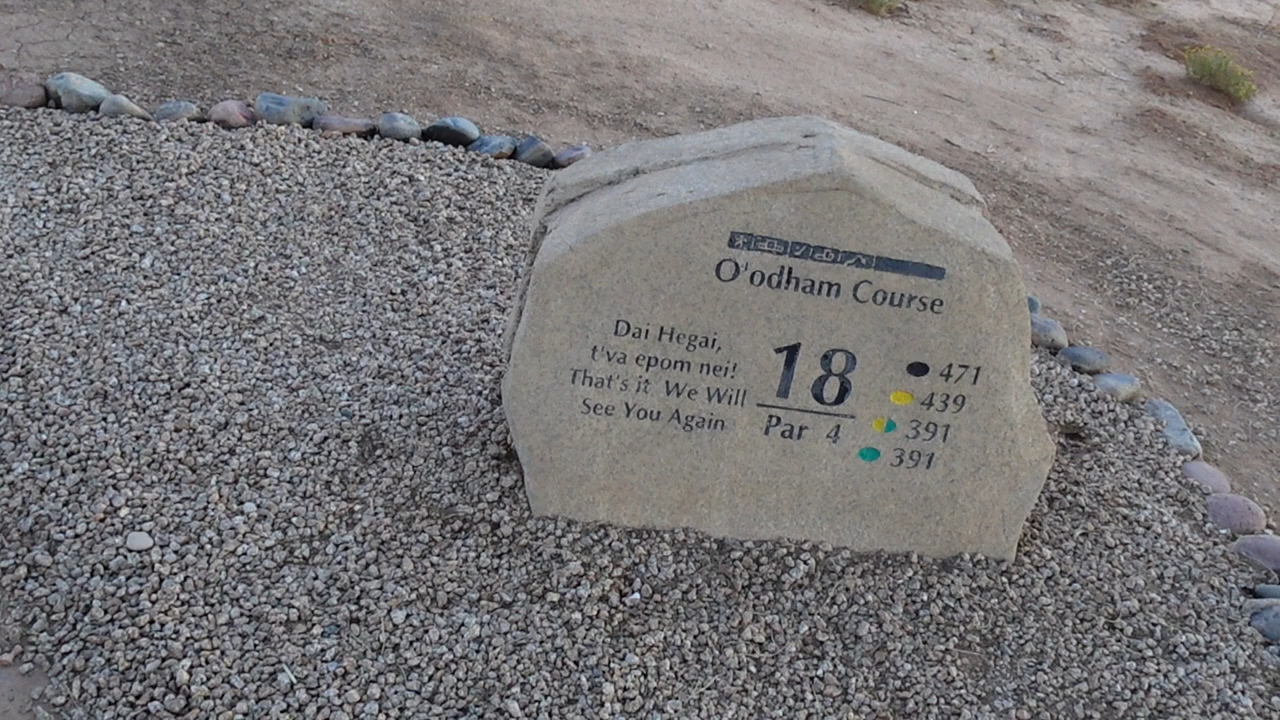 O'odham Course
Dai Hegai,
t'va epom nei!
That's it We Will
See You Again
18
Par 4
471
439
391
391